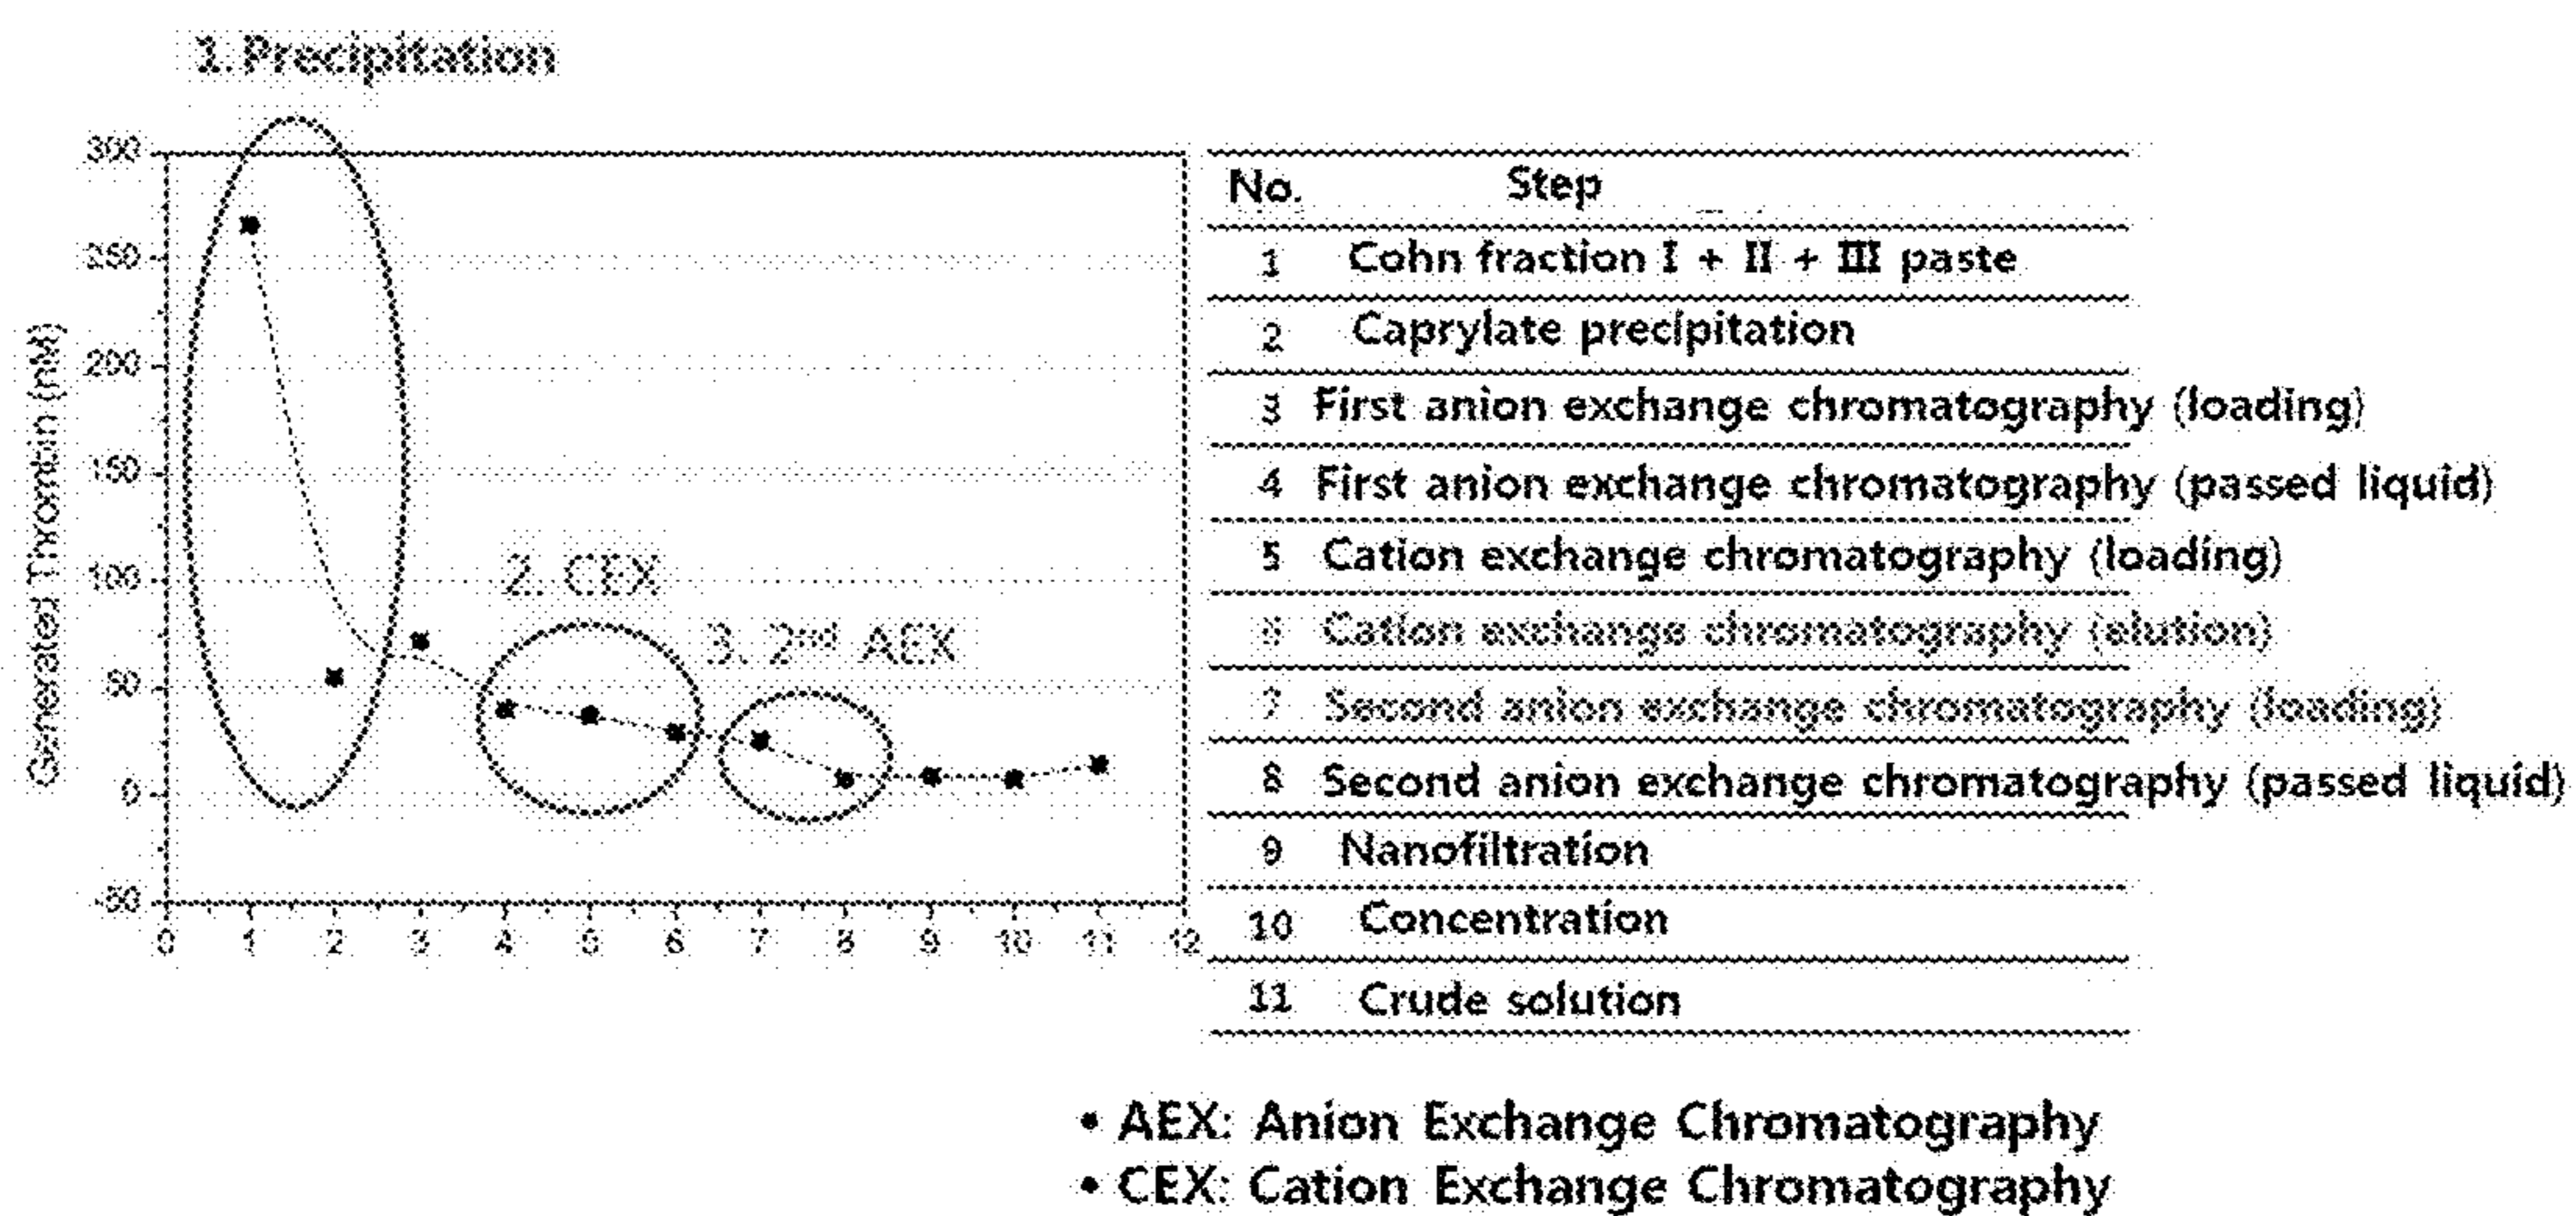 1. Precipitation
300
250
200
150
100
50
0
-50
Generated Thrombin (nM)
2. CEX
3. 2nd AEX
0 1 2 3 4 5 6 7 8 9 10 11 12
No. Step
1 Cohn fraction I + II + III paste
2 Caprylate precipitation
3 First anion exchange chromatography (loading)
4 First anion exchange chromatography (passed liquid)
5 Cation exchange chromatography (loading)
6 Cation exchange chromatography (elution)
7 Second anion exchange chromatography (loading)
8 Second anion exchange chromatography (passed liquid)
9 Nanofiltration
10 Concentration
11 Crude solution
• AEX: Anion Exchange Chromatography
• CEX: Cation Exchange Chromatography